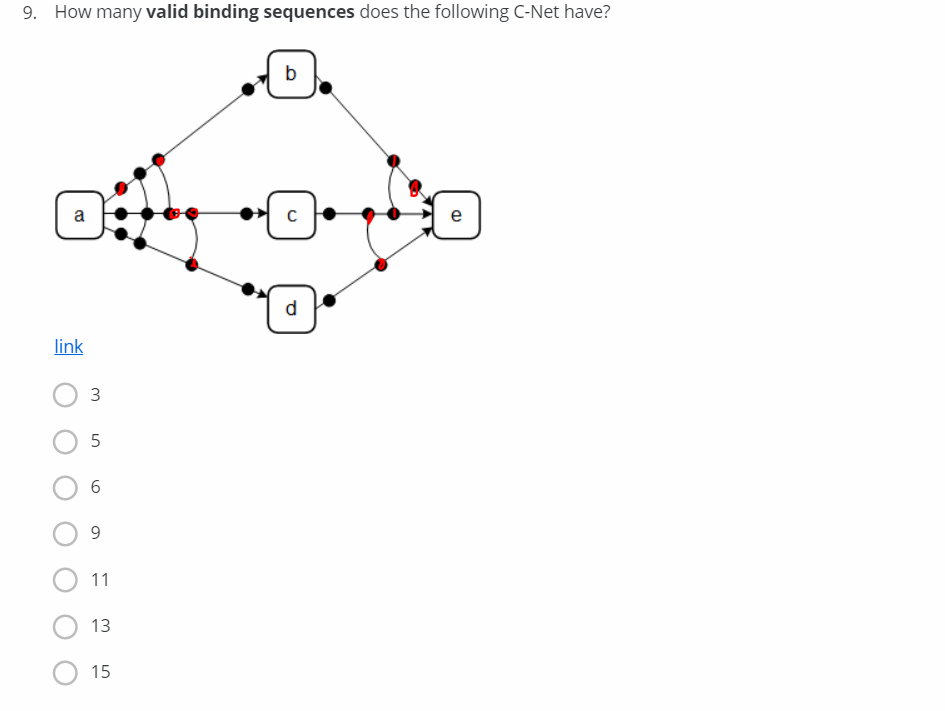 9. How many valid binding sequences does the following C-Net have?
b
a
c
e
d
link
3
5
6
9
11
13
15